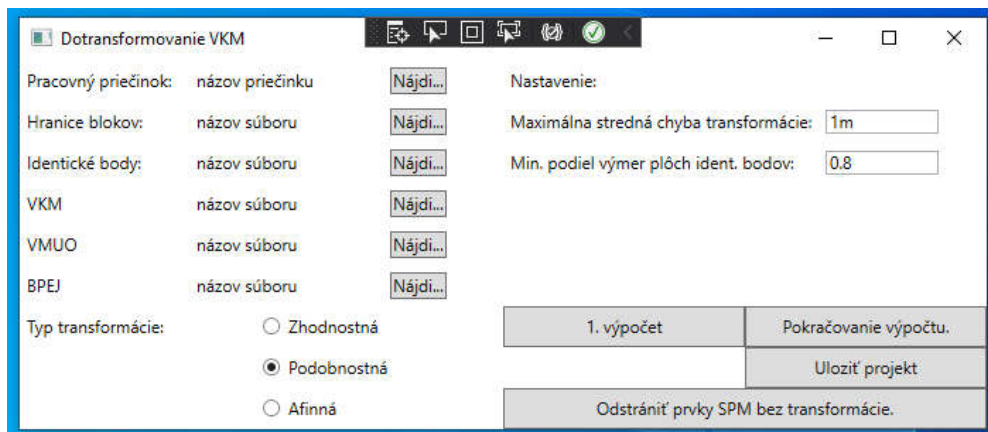 Dotransformovanie VKM
Pracovný priečinok: názov priečinku Nájdi... Nastavenie:
Hranice blokov: názov súboru Nájdi... Maximálna stredná chyba transformácie: 1m
Identické body: názov súboru Nájdi... Min. podiel výmer plôch ident. bodov: 0.8
VKM názov súboru Nájdi...
VMUO názov súboru Nájdi...
BPEJ názov súboru Nájdi...
Typ transformácie: Zhodnostná 1. výpočet Pokračovanie výpočtu.
Podobnostná Uloziť projekt
Afinná Odstrániť prvky SPM bez transformácie.